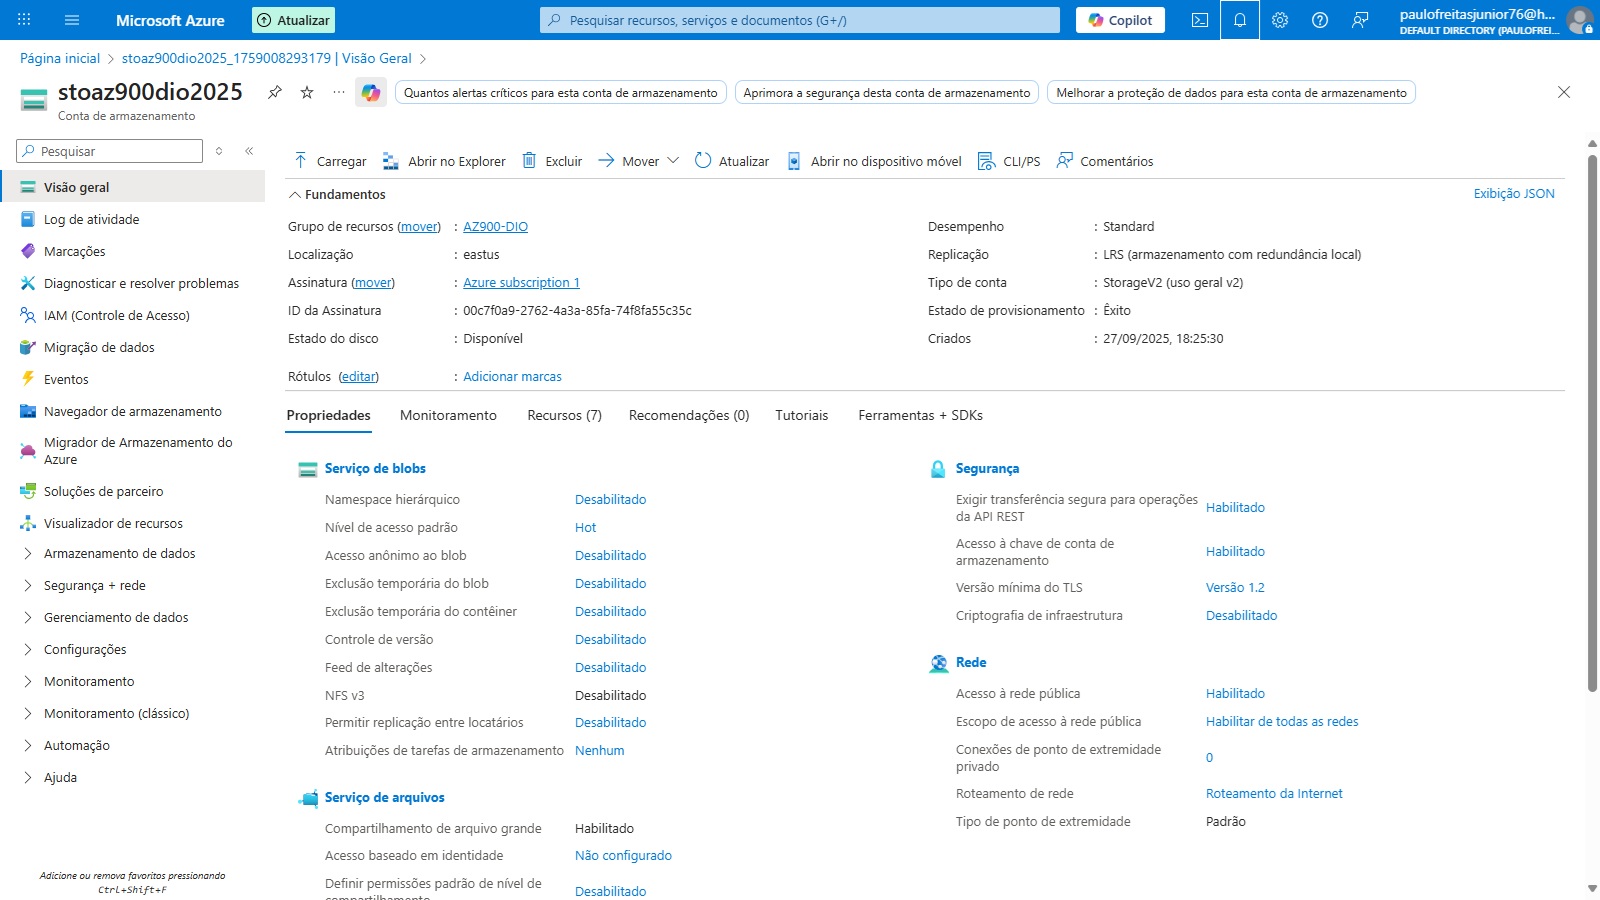 Microsoft Azure
Atualizar
Pesquisar recursos, serviços e documentos (G+/)
Copilot
paulofreitasjunior76@h...
DEFAULT DIRECTORY (PAULOFREI...
Página inicial > stoaz900dio2025_1759008293179 | Visão Geral >
stoaz900dio2025
Conta de armazenamento
Quantos alertas críticos para esta conta de armazenamento
Aprimora a segurança desta conta de armazenamento
Melhorar a proteção de dados para esta conta de armazenamento
Pesquisar
Visão geral
Log de atividade
Marcações
Diagnosticar e resolver problemas
IAM (Controle de Acesso)
Migração de dados
Eventos
Navegador de armazenamento
Migrador de Armazenamento do
Azure
Soluções de parceiro
Visualizador de recursos
Armazenamento de dados
Segurança + rede
Gerenciamento de dados
Configurações
Monitoramento
Monitoramento (clássico)
Automação
Ajuda
Adicione ou remova favoritos pressionando
Ctrl+Shift+F
Carregar
Abrir no Explorer
Excluir
Mover
Atualizar
Abrir no dispositivo móvel
CLI/PS
Comentários
Fundamentos
Exibição JSON
Grupo de recursos (mover) : AZ900-DIO
Localização : eastus
Assinatura (mover) : Azure subscription 1
ID da Assinatura : 00c7f0a9-2762-4a3a-85fa-74f8fa55c35c
Estado do disco : Disponível
Desempenho : Standard
Replicação : LRS (armazenamento com redundância local)
Tipo de conta : StorageV2 (uso geral v2)
Estado de provisionamento : Êxito
Criados : 27/09/2025, 18:25:30
Rótulos (editar) : Adicionar marcas
Propriedades
Monitoramento
Recursos (7)
Recomendações (0)
Tutoriais
Ferramentas + SDKs
Serviço de blobs
Namespace hierárquico Desabilitado
Nível de acesso padrão Hot
Acesso anônimo ao blob Desabilitado
Exclusão temporária do blob Desabilitado
Exclusão temporária do contêiner Desabilitado
Controle de versão Desabilitado
Feed de alterações Desabilitado
NFS v3 Desabilitado
Permitir replicação entre locatários Desabilitado
Atribuições de tarefas de armazenamento Nenhum
Serviço de arquivos
Compartilhamento de arquivo grande Habilitado
Acesso baseado em identidade Não configurado
Definir permissões padrão de nível de
compartilhamento Desabilitado
Segurança
Exigir transferência segura para operações
da API REST Habilitado
Acesso à chave de conta de
armazenamento Habilitado
Versão mínima do TLS Versão 1.2
Criptografia de infraestrutura Desabilitado
Rede
Acesso à rede pública Habilitado
Escopo de acesso à rede pública Habilitar de todas as redes
Conexões de ponto de extremidade
privado 0
Roteamento de rede Roteamento da Internet
Tipo de ponto de extremidade Padrão